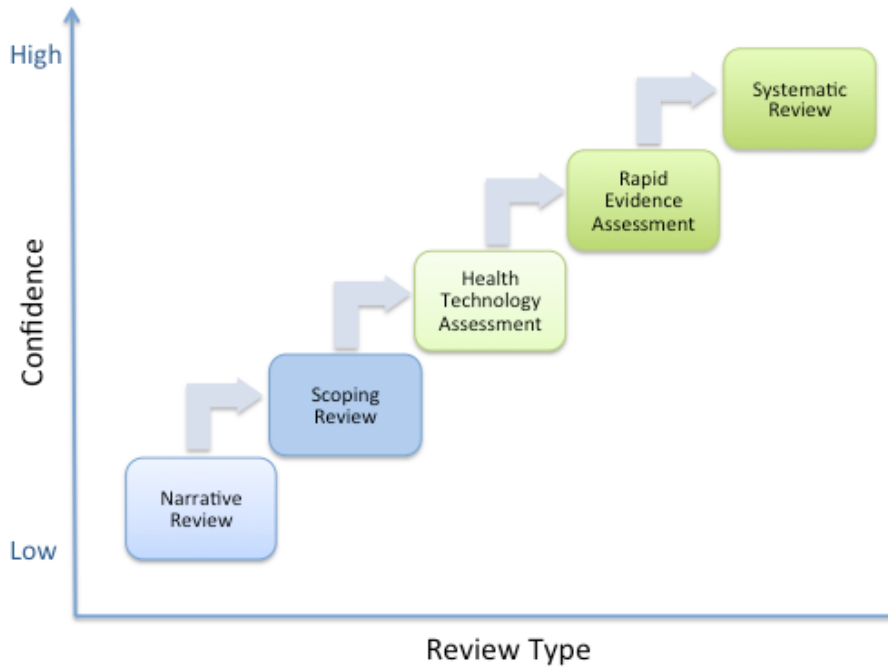 High
Systematic
Review
Rapid
Evidence
Assessment
Health
Technology
Assessment
Confidence
Scoping
Review
Narrative
Review
Low
Review Type